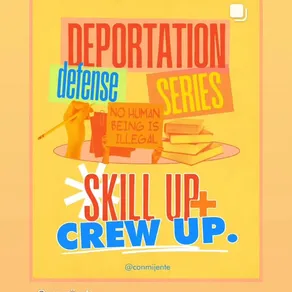 DEPORTATION
defense
SERIES
NO HUMAN
BEING IS
ILLEGAL
SKILL UP+
CREW UP.
@conmijente